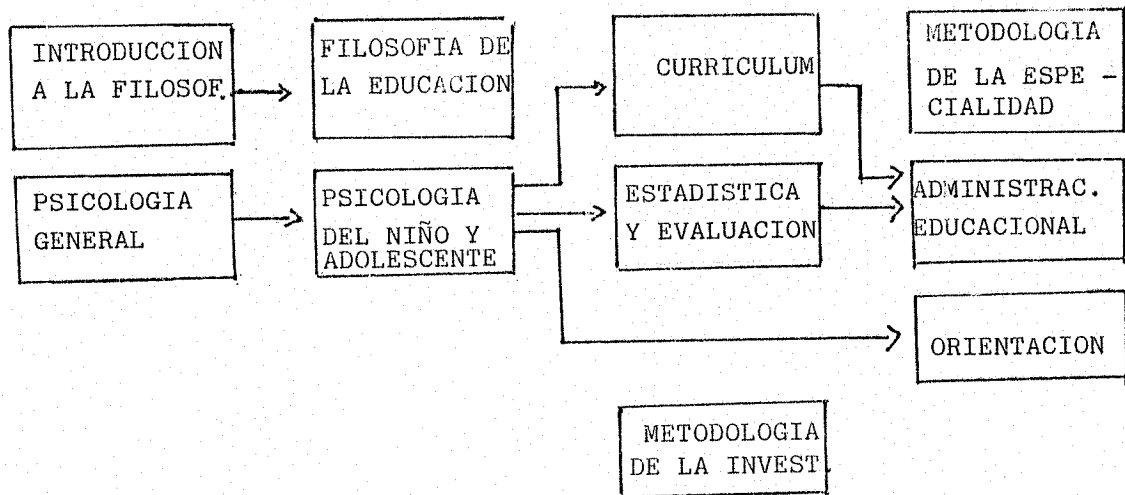 INTRODUCCION
A LA FILOSOF.
FILOSOFIA DE
LA EDUCACION
CURRICULUM
METODOLOGIA
DE LA ESPE -
CIALIDAD
PSICOLOGIA
GENERAL
PSICOLOGIA
DEL NIÑO Y
ADOLESCENTE
ESTADISTICA
Y EVALUACION
ADMINISTRAC.
EDUCACIONAL
ORIENTACION
METODOLOGIA
DE LA INVEST.